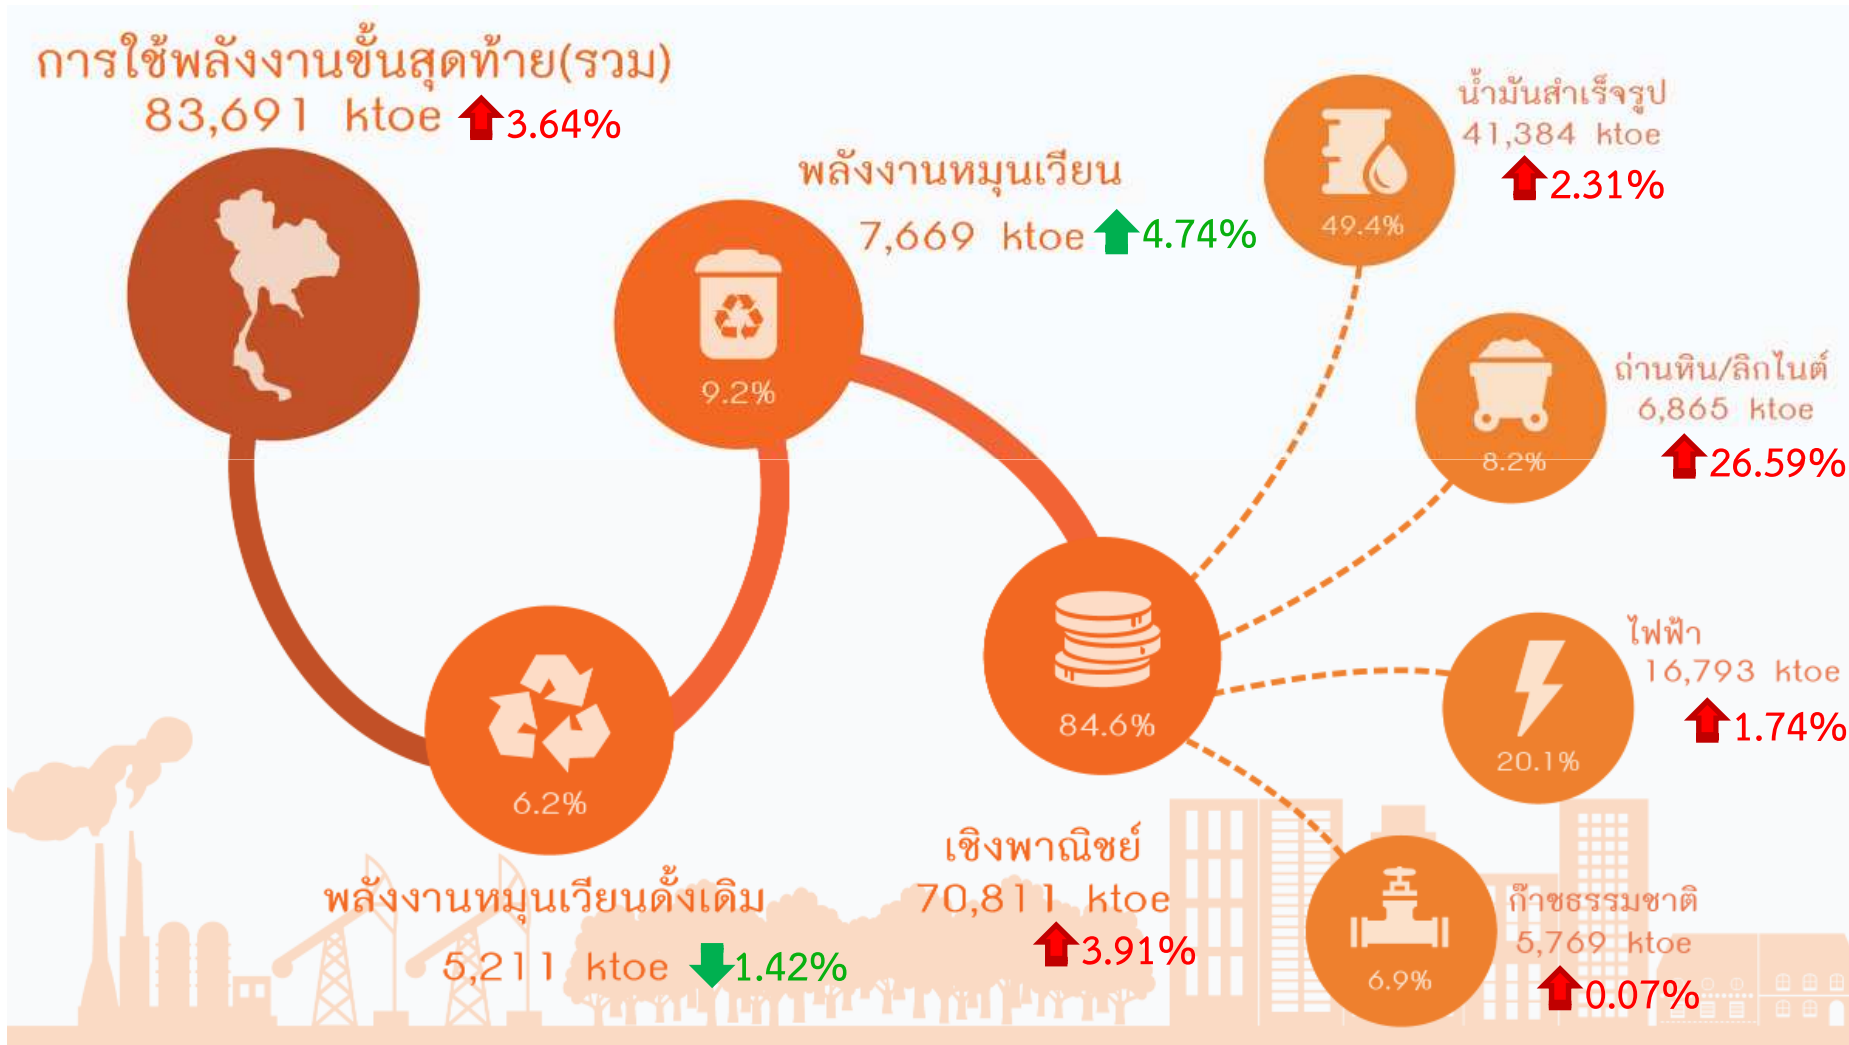 การใช้พลังงานขั้นสุดท้าย(รวม)
83,691 ktoe 3.64%
พลังงานหมุนเวียน
7,669 ktoe 4.74%
9.2%
6.2%
พลังงานหมุนเวียนดั้งเดิม
5,211 ktoe 1.42%
84.6%
เชิงพาณิชย์
70,811 ktoe
3.91%
น้ำมันสำเร็จรูป
41,384 ktoe
2.31%
49.4%
ถ่านหิน/ลิกไนต์
6,865 ktoe
26.59%
8.2%
ไฟฟ้า
16,793 ktoe
1.74%
20.1%
ก๊าซธรรมชาติ
5,769 ktoe
0.07%
6.9%